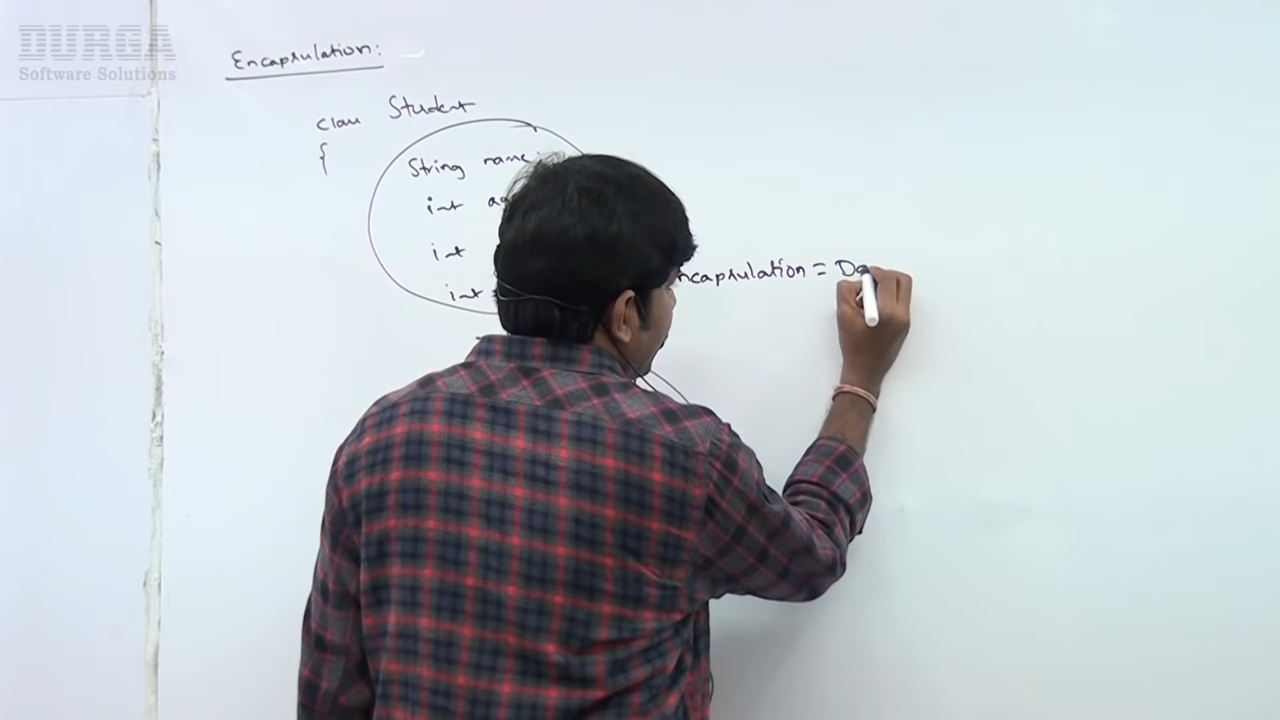 DURGA
Software Solutions
Encapsulation:
class Student
{
String name;
int
int
int
ncapsulation = Da